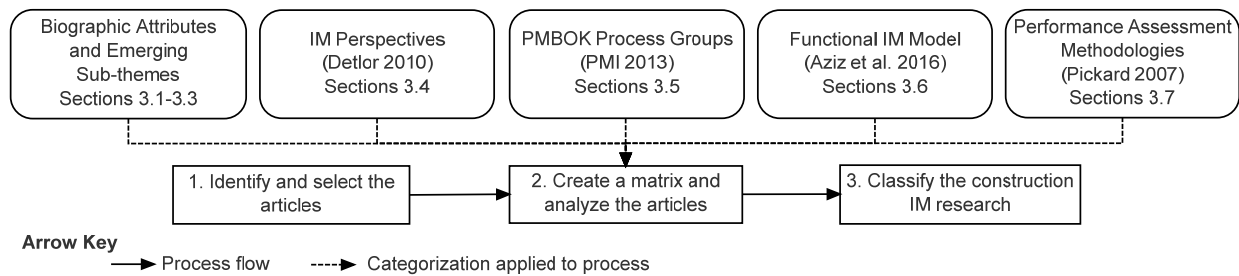 Biographic Attributes
and Emerging
Sub-themes
Sections 3.1-3.3
IM Perspectives
(Detlor 2010)
Sections 3.4
PMBOK Process Groups
(PMI 2013)
Sections 3.5
Functional IM Model
(Aziz et al. 2016)
Sections 3.6
Performance Assessment
Methodologies
(Pickard 2007)
Sections 3.7
1. Identify and select the
articles
2. Create a matrix and
analyze the articles
3. Classify the construction
IM research
Arrow Key
Process flow
Categorization applied to process